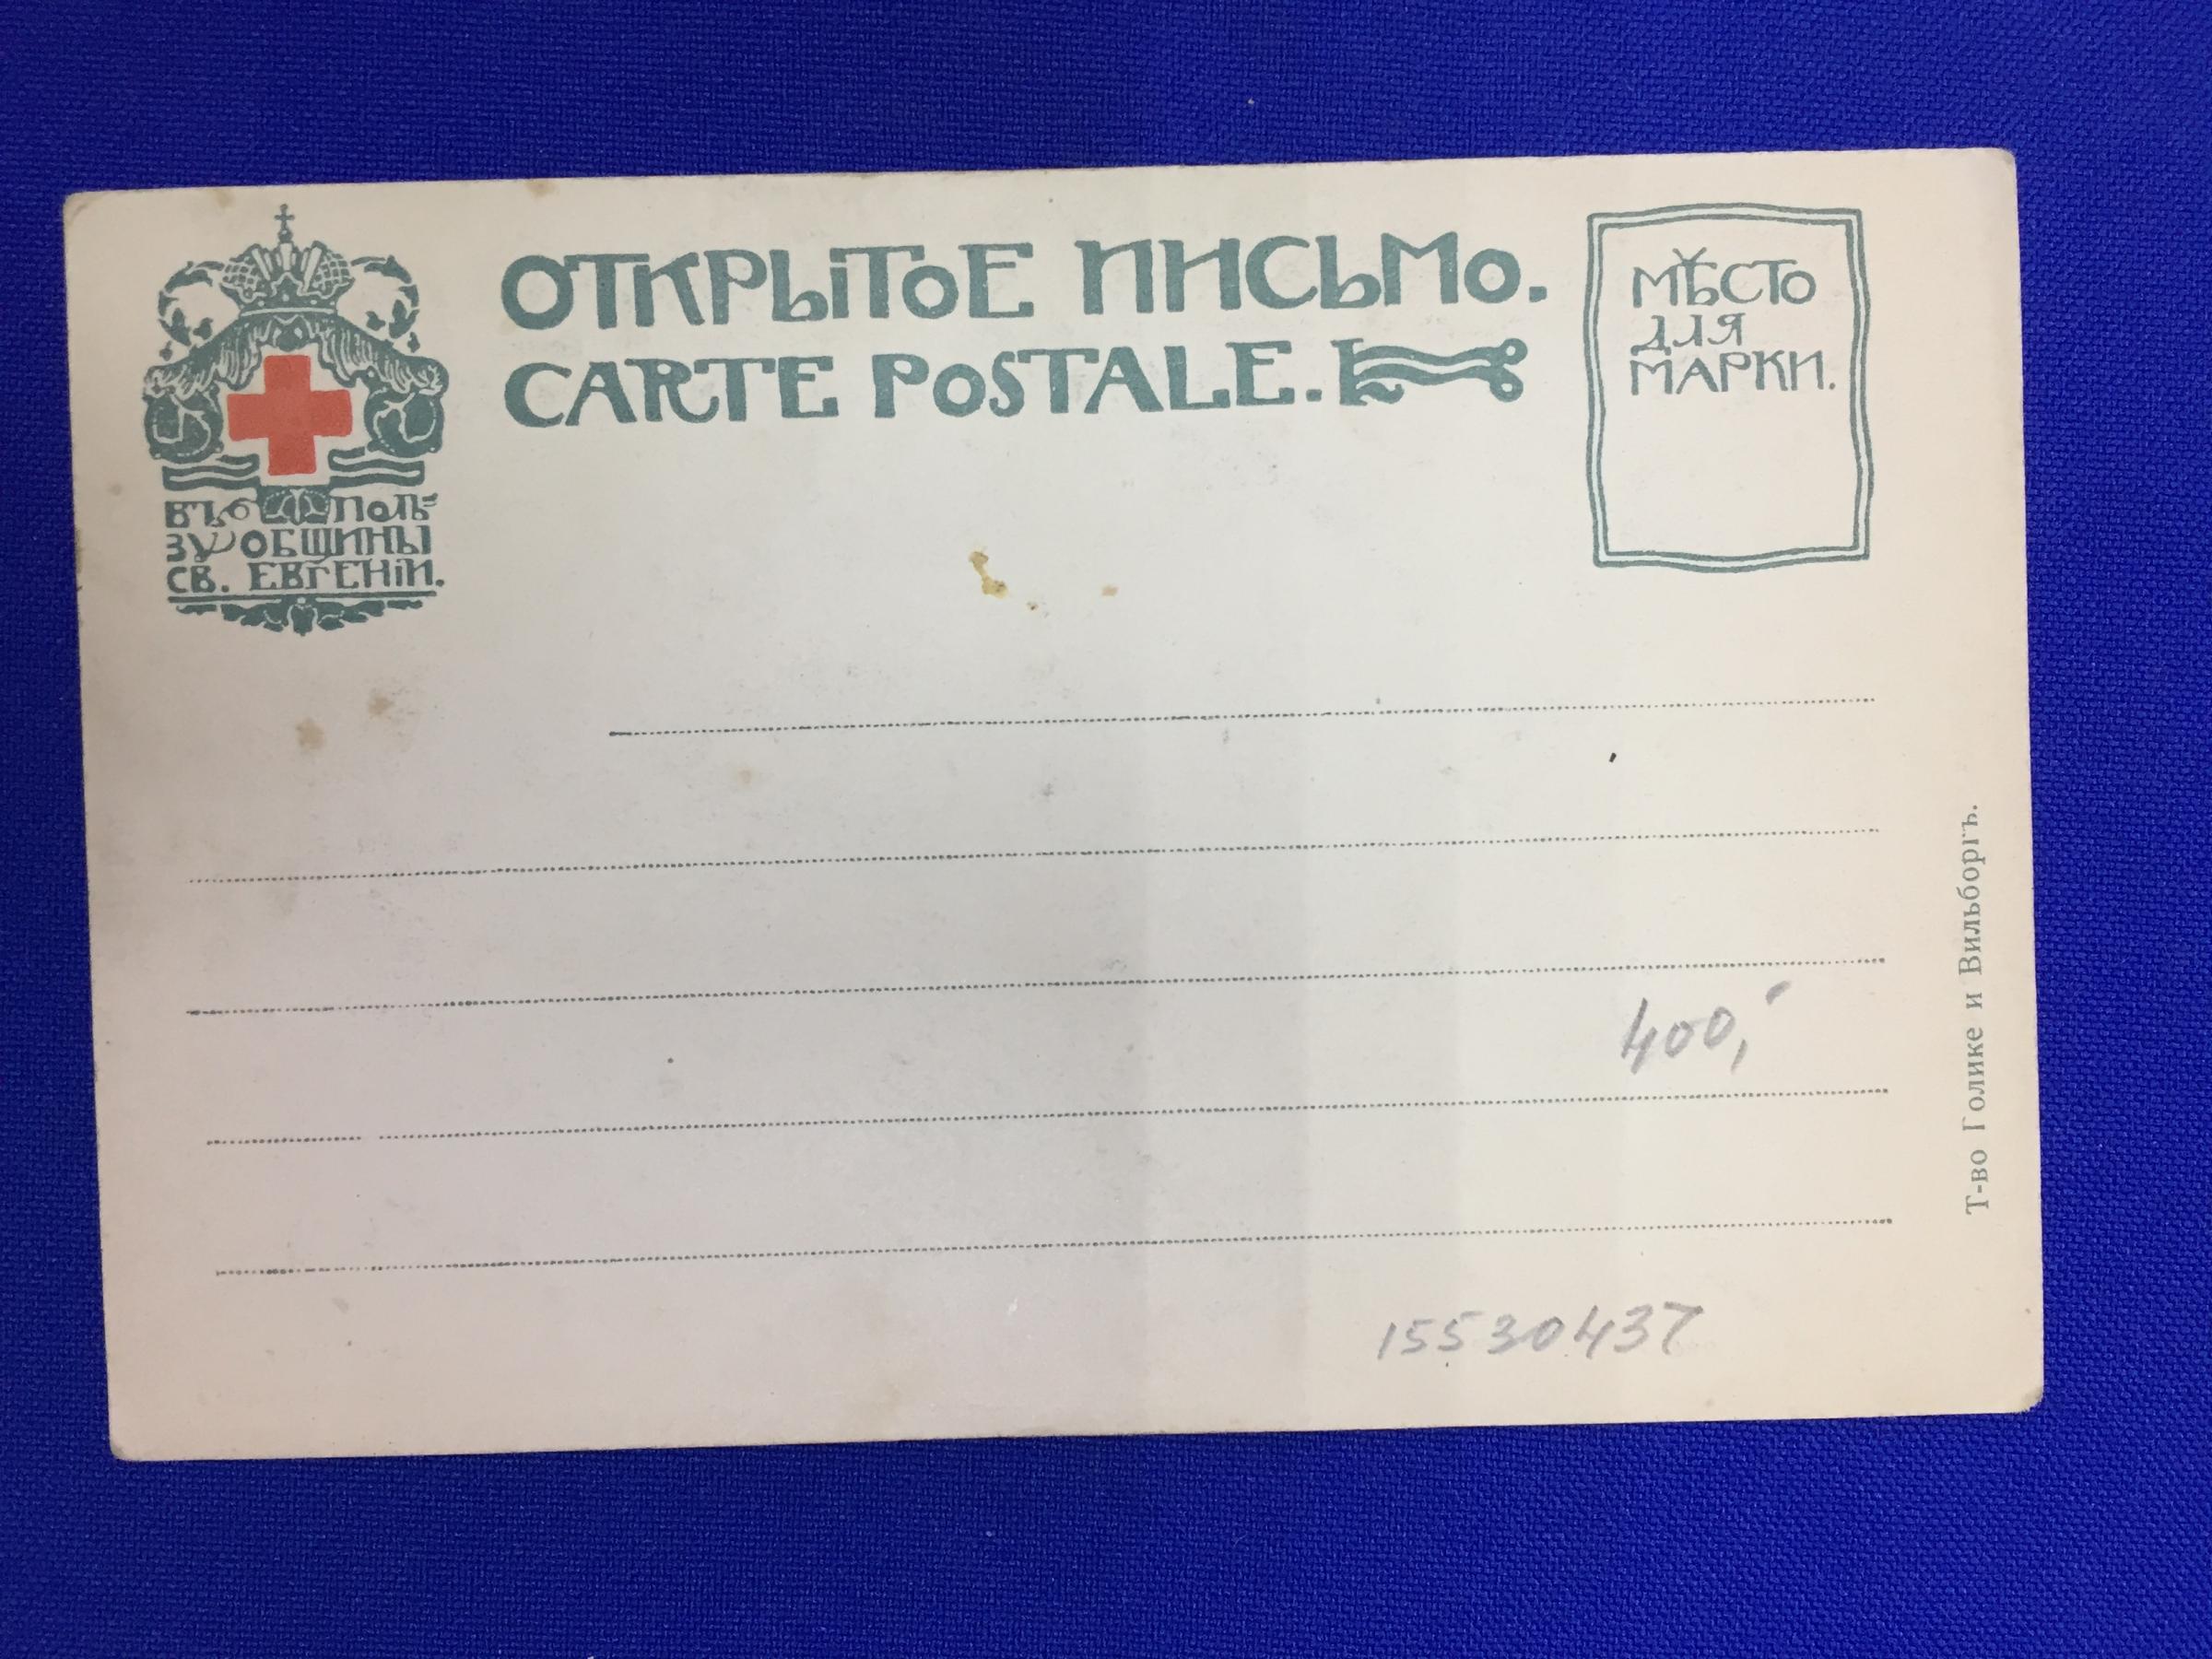 ОТКРЫТОЕ ПИСЬМО.
CARTE POSTALE.
МѢСТО
ДЛЯ
МАРКИ.
ВЪ ПОЛЬ-
ЗУ ОБЩИНЫ
СВ. ЕВГЕНІИ.
400,-
15530437
Т-во Голике и Вильборгъ.